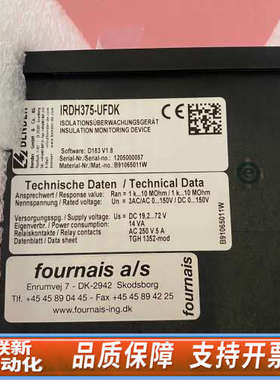 BENDER
IRDH375-UFDK
ISOLATIONSÜBERWACHUNGSGERÄT
INSULATION MONITORING DEVICE
Software: D183 V1.8
Serial-Nr./Serial-No.: 1205000057
Material-Nr./Art.-No.: B91065011W
Technische Daten / Technical Data
Ansprechwert / Response value: Ran = 1 k..10 MOhm / 1 k..10 MOhm
Nennspannung / Rated voltage: Un = 3AC/AC 0...150V / DC 0...150V
Versorgungssp. / Supply voltage: Us = DC 19,2...72 V
Eigenverbr. / Power consumption: 14 VA
Ausgangsrelais / Relay contacts AC 250 V 5 A
Datenblatt / Data sheet TGH 1352-mod
B91065011W
fournais a/s
Enrumvej 7 - DK-2942 Skodsborg
Tlf +45 45 89 04 45 - Fax +45 45 89 42 25
www.fournais-ing.dk
联新
动化
品质保障 支持开票